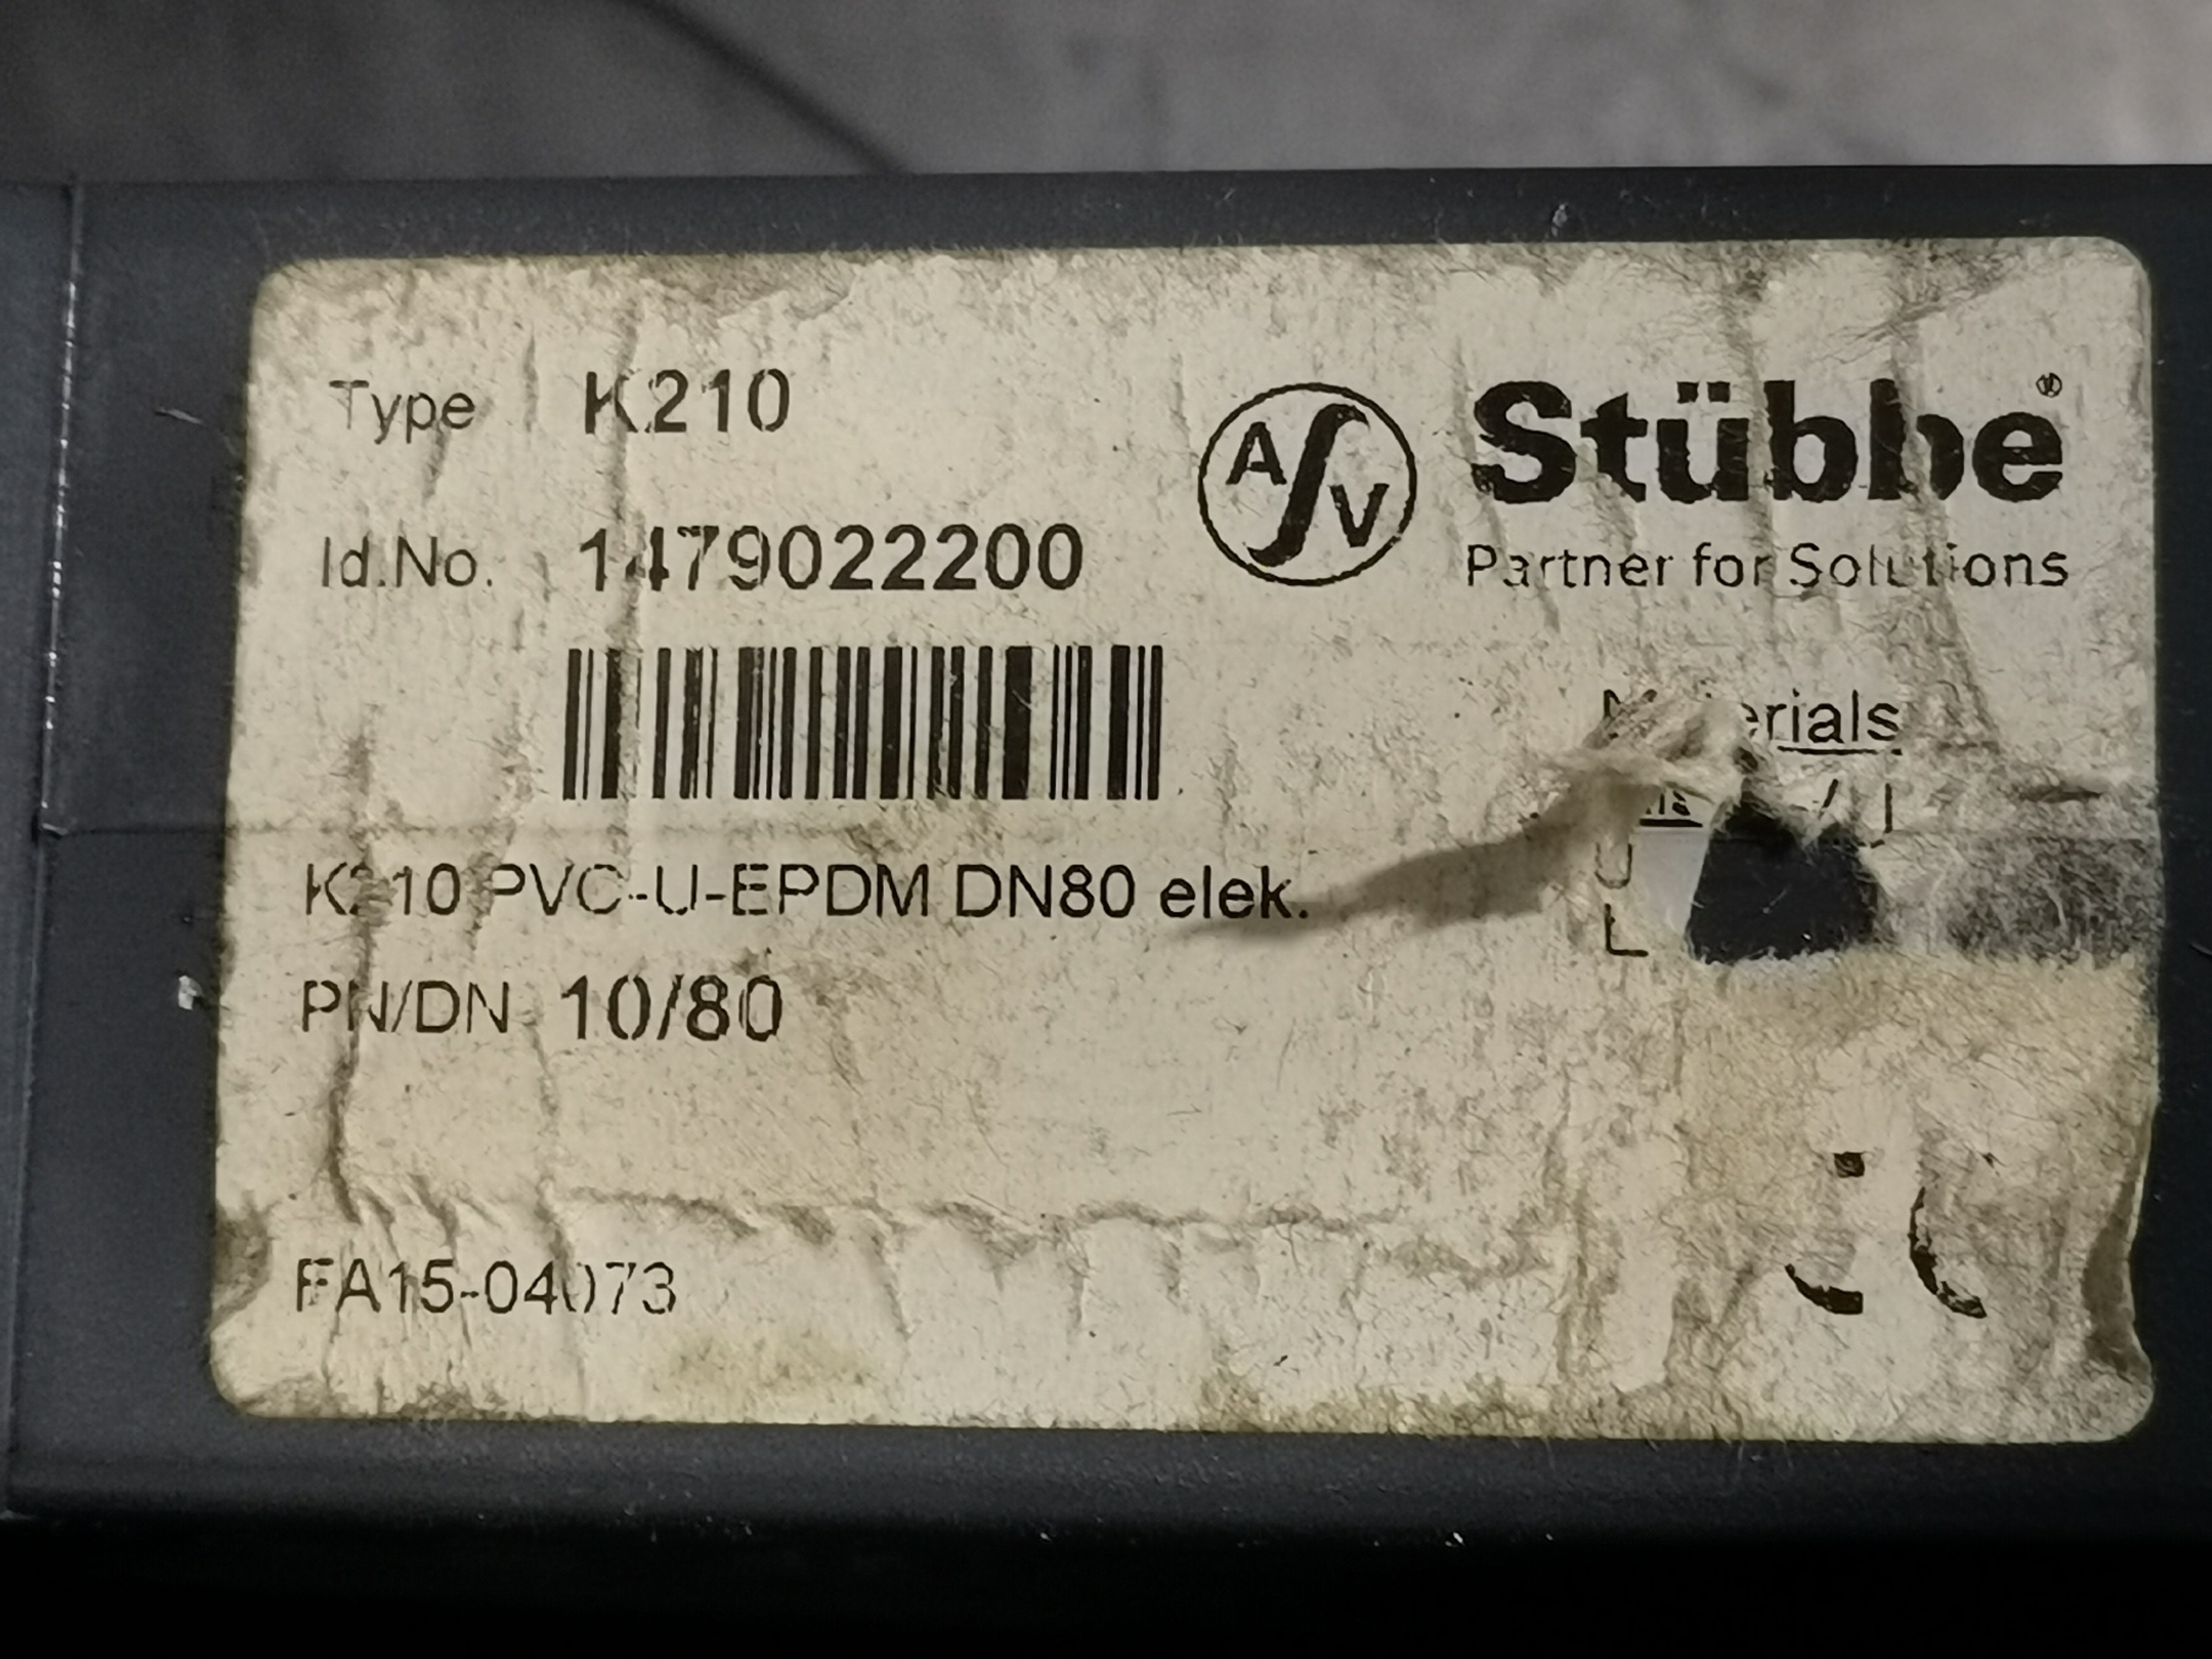 Type K210
Id.No. 1479022200
A V
Stübbe®
Partner for Solutions
K210 PVC-U-EPDM DN80 elek.
PN/DN 10/80
FA15-04073
Materials